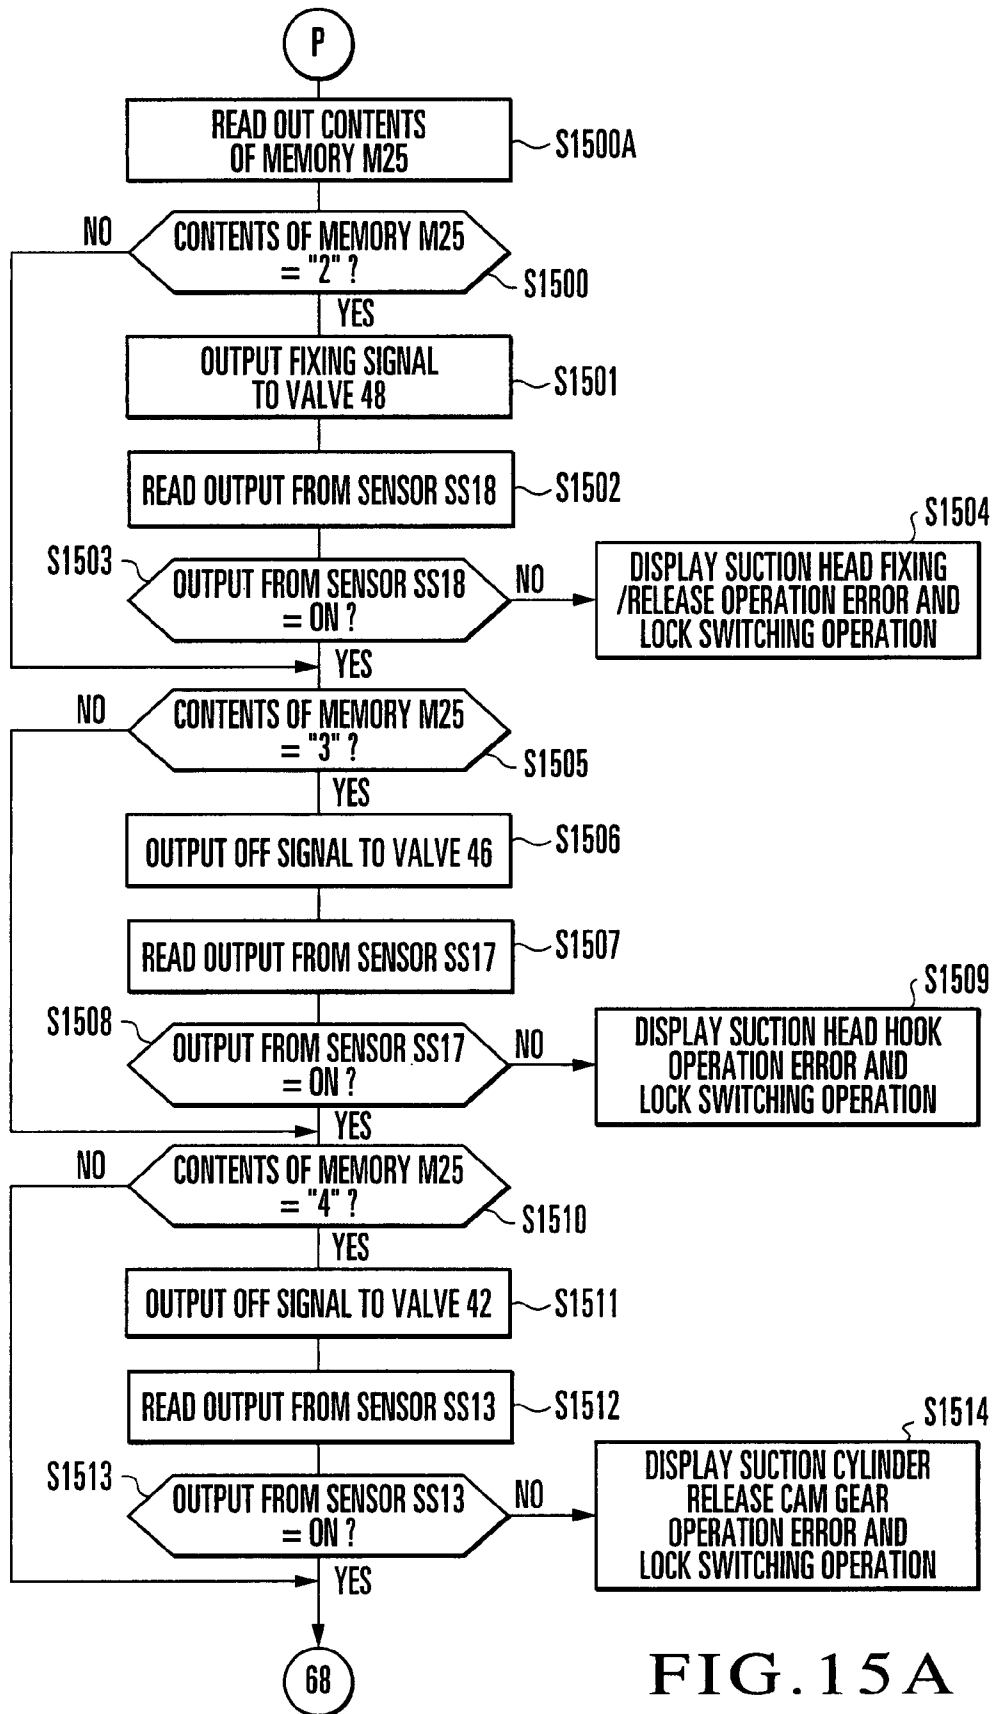 P
READ OUT CONTENTS
OF MEMORY M25
S1500A
NO
CONTENTS OF MEMORY M25
= "2" ?
S1500
YES
OUTPUT FIXING SIGNAL
TO VALVE 48
S1501
READ OUTPUT FROM SENSOR SS18
S1502
S1503
OUTPUT FROM SENSOR SS18
= ON ?
NO
S1504
DISPLAY SUCTION HEAD FIXING
/RELEASE OPERATION ERROR AND
LOCK SWITCHING OPERATION
YES
NO
CONTENTS OF MEMORY M25
= "3" ?
S1505
YES
OUTPUT OFF SIGNAL TO VALVE 46
S1506
READ OUTPUT FROM SENSOR SS17
S1507
S1508
OUTPUT FROM SENSOR SS17
= ON ?
NO
S1509
DISPLAY SUCTION HEAD HOOK
OPERATION ERROR AND
LOCK SWITCHING OPERATION
YES
NO
CONTENTS OF MEMORY M25
= "4" ?
S1510
YES
OUTPUT OFF SIGNAL TO VALVE 42
S1511
READ OUTPUT FROM SENSOR SS13
S1512
S1513
OUTPUT FROM SENSOR SS13
= ON ?
NO
S1514
DISPLAY SUCTION CYLINDER
RELEASE CAM GEAR
OPERATION ERROR AND
LOCK SWITCHING OPERATION
YES
68
FIG.15A